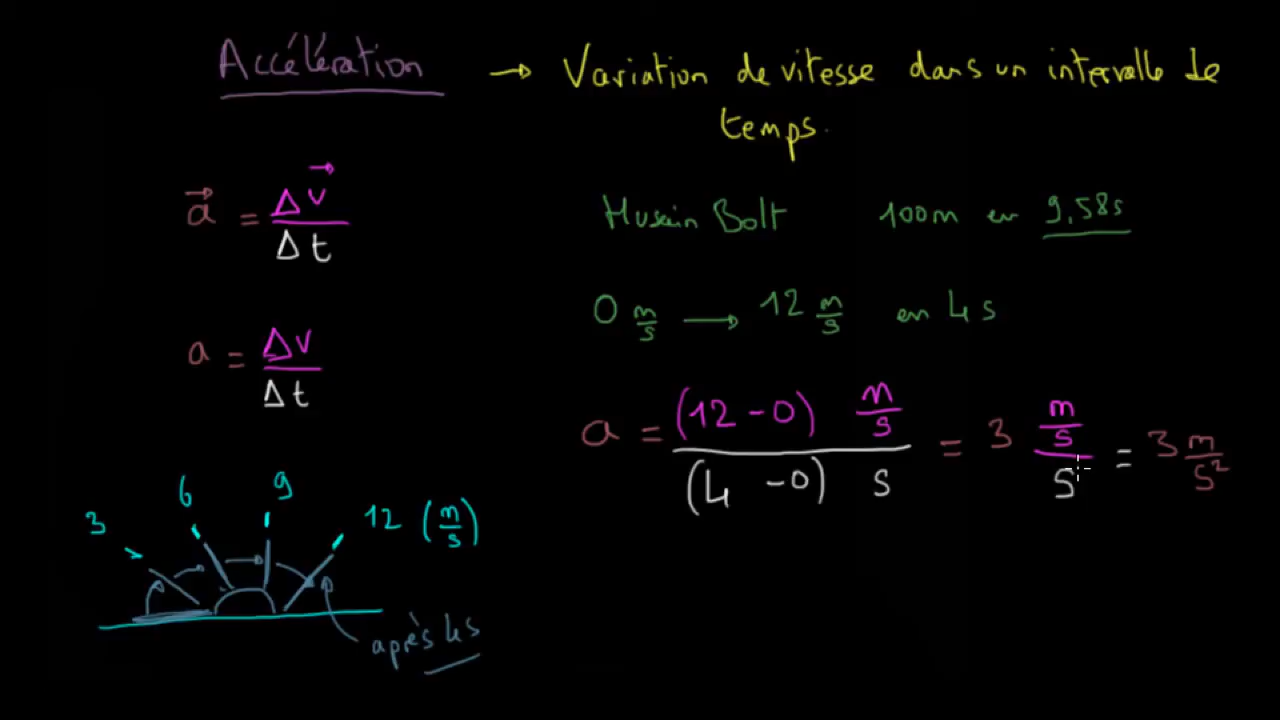 Accélération → Variation de vitesse dans un intervalle de
temps.
a⃗ = Δv⃗ / Δt
Husein Bolt 100m en 9,58s
0 m/s → 12 m/s en 4s
a = Δv / Δt
a = (12 - 0) m/s / (4 - 0) s = 3 m/s / s = 3 m/s²
3 6 9 12 (m/s)
après 4s